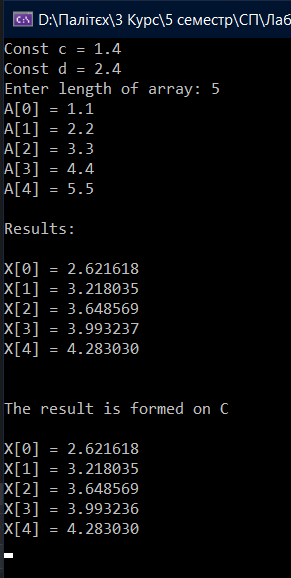 D:\Палітєх\3 Курс\5 семестр\СП\Лаб
Const c = 1.4
Const d = 2.4
Enter length of array: 5
A[0] = 1.1
A[1] = 2.2
A[2] = 3.3
A[3] = 4.4
A[4] = 5.5
Results:
X[0] = 2.621618
X[1] = 3.218035
X[2] = 3.648569
X[3] = 3.993237
X[4] = 4.283030
The result is formed on C
X[0] = 2.621618
X[1] = 3.218035
X[2] = 3.648569
X[3] = 3.993236
X[4] = 4.283030